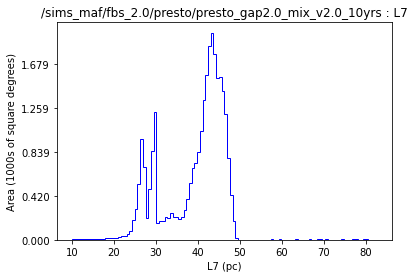 /sims_maf/fbs_2.0/presto/presto_gap2.0_mix_v2.0_10yrs : L7
Area (1000s of square degrees)
1.679
1.259
0.839
0.420
0.000
10 20 30 40 50 60 70 80
L7 (pc)